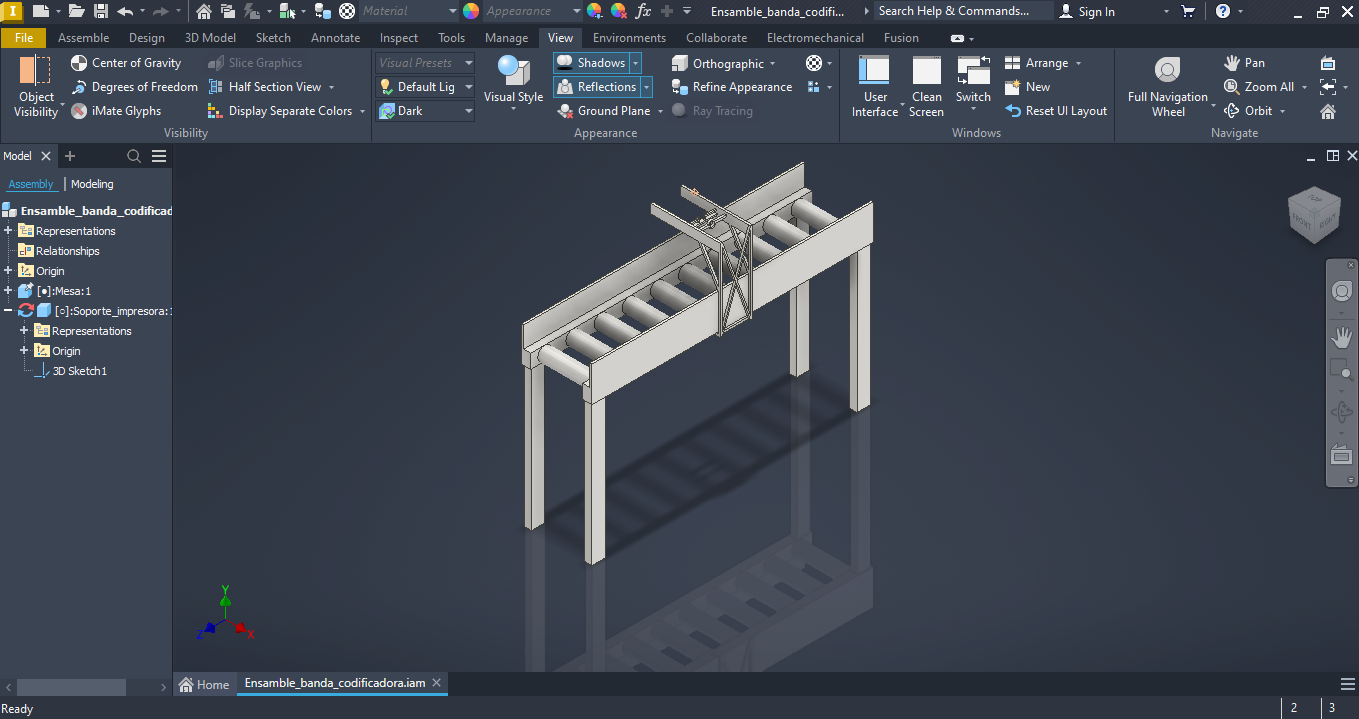 I Material Appearance fx Ensamble_banda_codifi... Search Help & Commands... Sign In
File Assemble Design 3D Model Sketch Annotate Inspect Tools Manage View Environments Collaborate Electromechanical Fusion
Object Visibility
Center of Gravity
Degrees of Freedom
iMate Glyphs
Slice Graphics
Half Section View
Display Separate Colors
Visibility
Visual Presets
Default Lig
Dark
Visual Style
Shadows
Reflections
Ground Plane
Orthographic
Refine Appearance
Ray Tracing
Appearance
User Interface
Clean Screen
Switch
Arrange
New
Reset UI Layout
Windows
Full Navigation Wheel
Pan
Zoom All
Orbit
Navigate
Model
Assembly Modeling
Ensamble_banda_codificad
Representations
Relationships
Origin
[●]:Mesa:1
[○]:Soporte_impresora:1
Representations
Origin
3D Sketch1
FRONT RIGHT
Y
Z X
Home Ensamble_banda_codificadora.iam
Ready 2 3